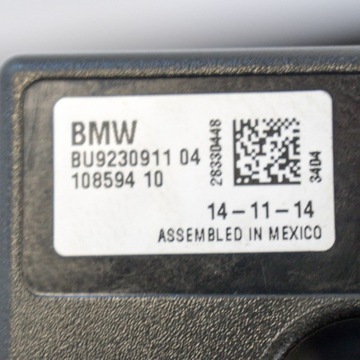 BMW
BU9230911 04
108594 10
28330448
3404
14-11-14
ASSEMBLED IN MEXICO